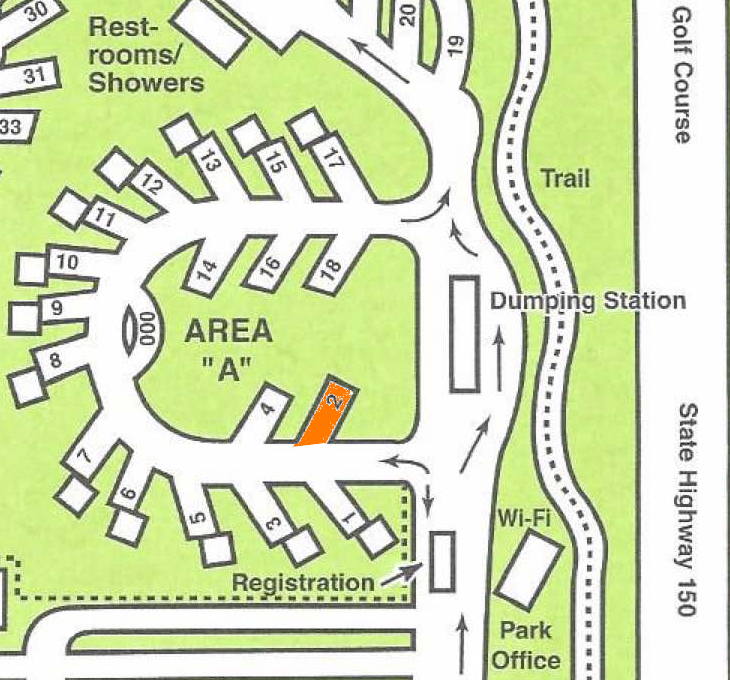 30
31
33
Rest-
rooms/
Showers
20
19
Golf Course
Trail
13
15
17
12
11
10
9
8
14
16
18
000
AREA
"A"
Dumping Station
4
2
7
6
5
3
1
State Highway 150
Wi-Fi
Registration
Park
Office